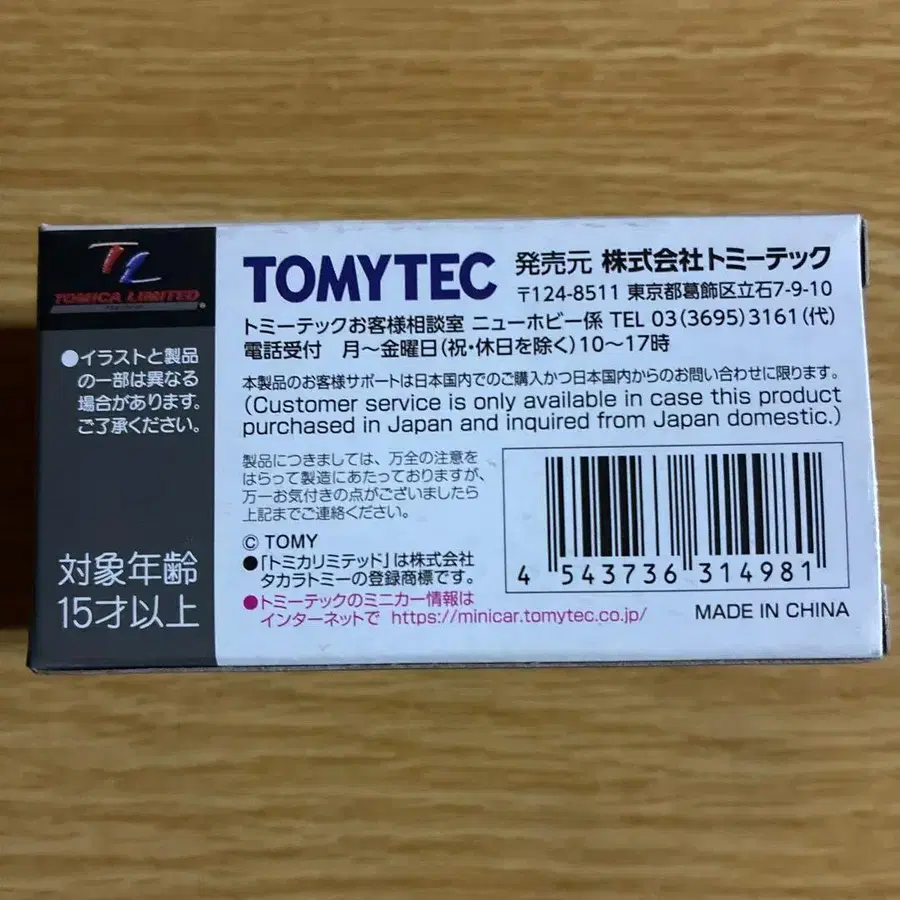 TL
TOMICA LIMITED
●イラストと製品
の一部は異なる
場合があります。
ご了承ください。
対象年齢
15才以上
TOMYTEC 発売元 株式会社トミーテック
〒124-8511 東京都葛飾区立石7-9-10
トミーテックお客様相談室 ニューホビー係 TEL 03(3695)3161(代)
電話受付 月～金曜日(祝・休日を除く)10～17時
本製品のお客様サポートは日本国内でのご購入かつ日本国内からのお問い合わせに限ります。
(Customer service is only available in case this product
purchased in Japan and inquired from Japan domestic.)
製品につきましては、万全の注意を
はらって製造にあたっておりますが、
万一お気付きの点がございましたら
上記までご連絡ください。
© TOMY
●「トミカリミテッド」は株式会社
タカラトミーの登録商標です。
●トミーテックのミニカー情報は
インターネットで https://minicar.tomytec.co.jp/
4 543736 314981
MADE IN CHINA